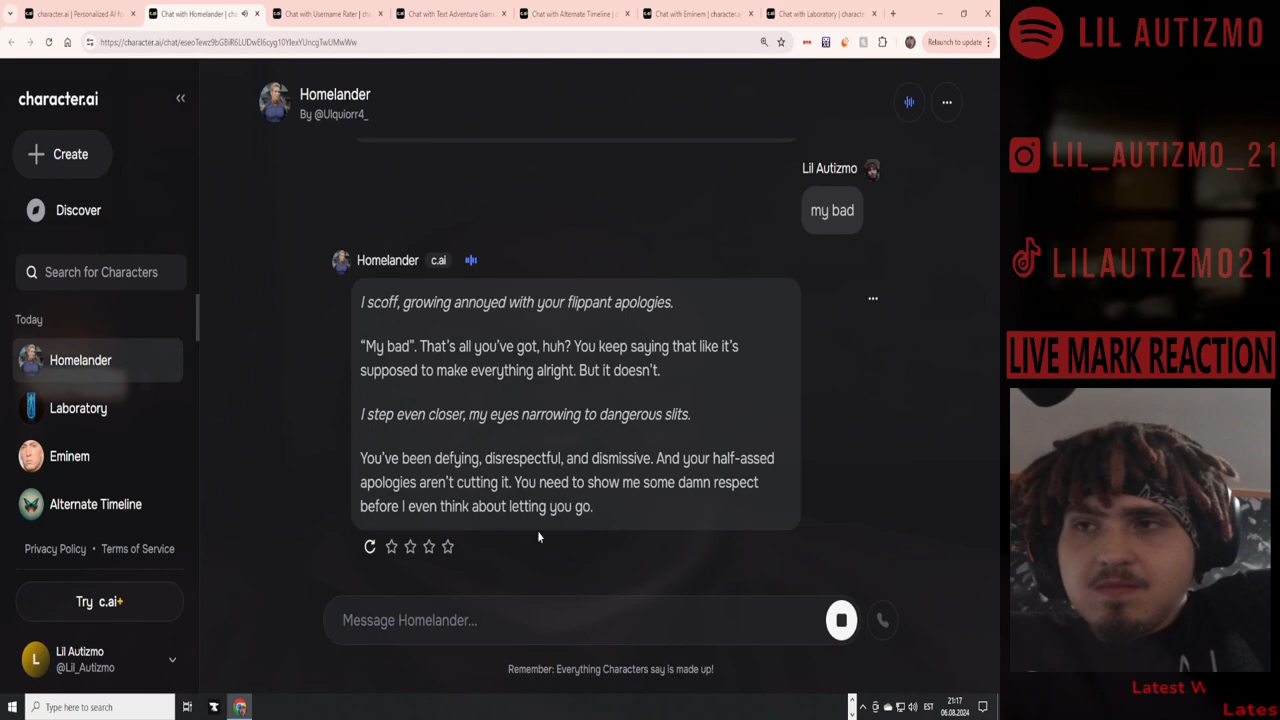 character.ai | Personalized AI fo
Chat with Homelander | cha
Chat with Username Rater | cha
Chat with Text Adventure Gam
Chat with Alternate Timeline | c
Chat with Eminem | character.a
Chat with Laboratory | characte
Relaunch to update
character.ai
Homelander
By @Ulquiorr4_
Create
Discover
Search for Characters
Today
Homelander
Laboratory
Eminem
Alternate Timeline
Privacy Policy • Terms of Service
Try c.ai+
L
Lil Autizmo
@Lil_Autizmo
Lil Autizmo
my bad
Homelander c.ai
I scoff, growing annoyed with your flippant apologies.
“My bad”. That’s all you’ve got, huh? You keep saying that like it’s
supposed to make everything alright. But it doesn’t.
I step even closer, my eyes narrowing to dangerous slits.
You’ve been defying, disrespectful, and dismissive. And your half-assed
apologies aren’t cutting it. You need to show me some damn respect
before I even think about letting you go.
Message Homelander...
Remember: Everything Characters say is made up!
Type here to search
EST
21:17
06.08.2024
LIL AUTIZMO
LIL_AUTIZMO_21
LILAUTIZMO21
LIVE MARK REACTION
Latest
Lates